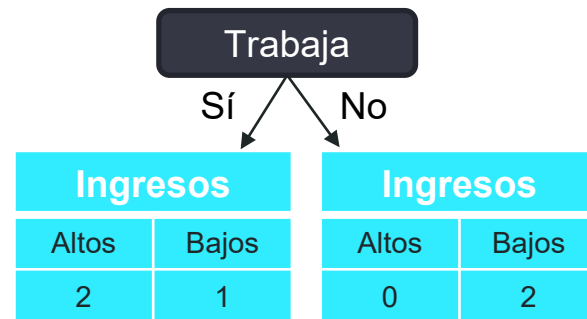 Trabaja
Sí No
Ingresos Ingresos
Altos Bajos Altos Bajos
2 1 0 2